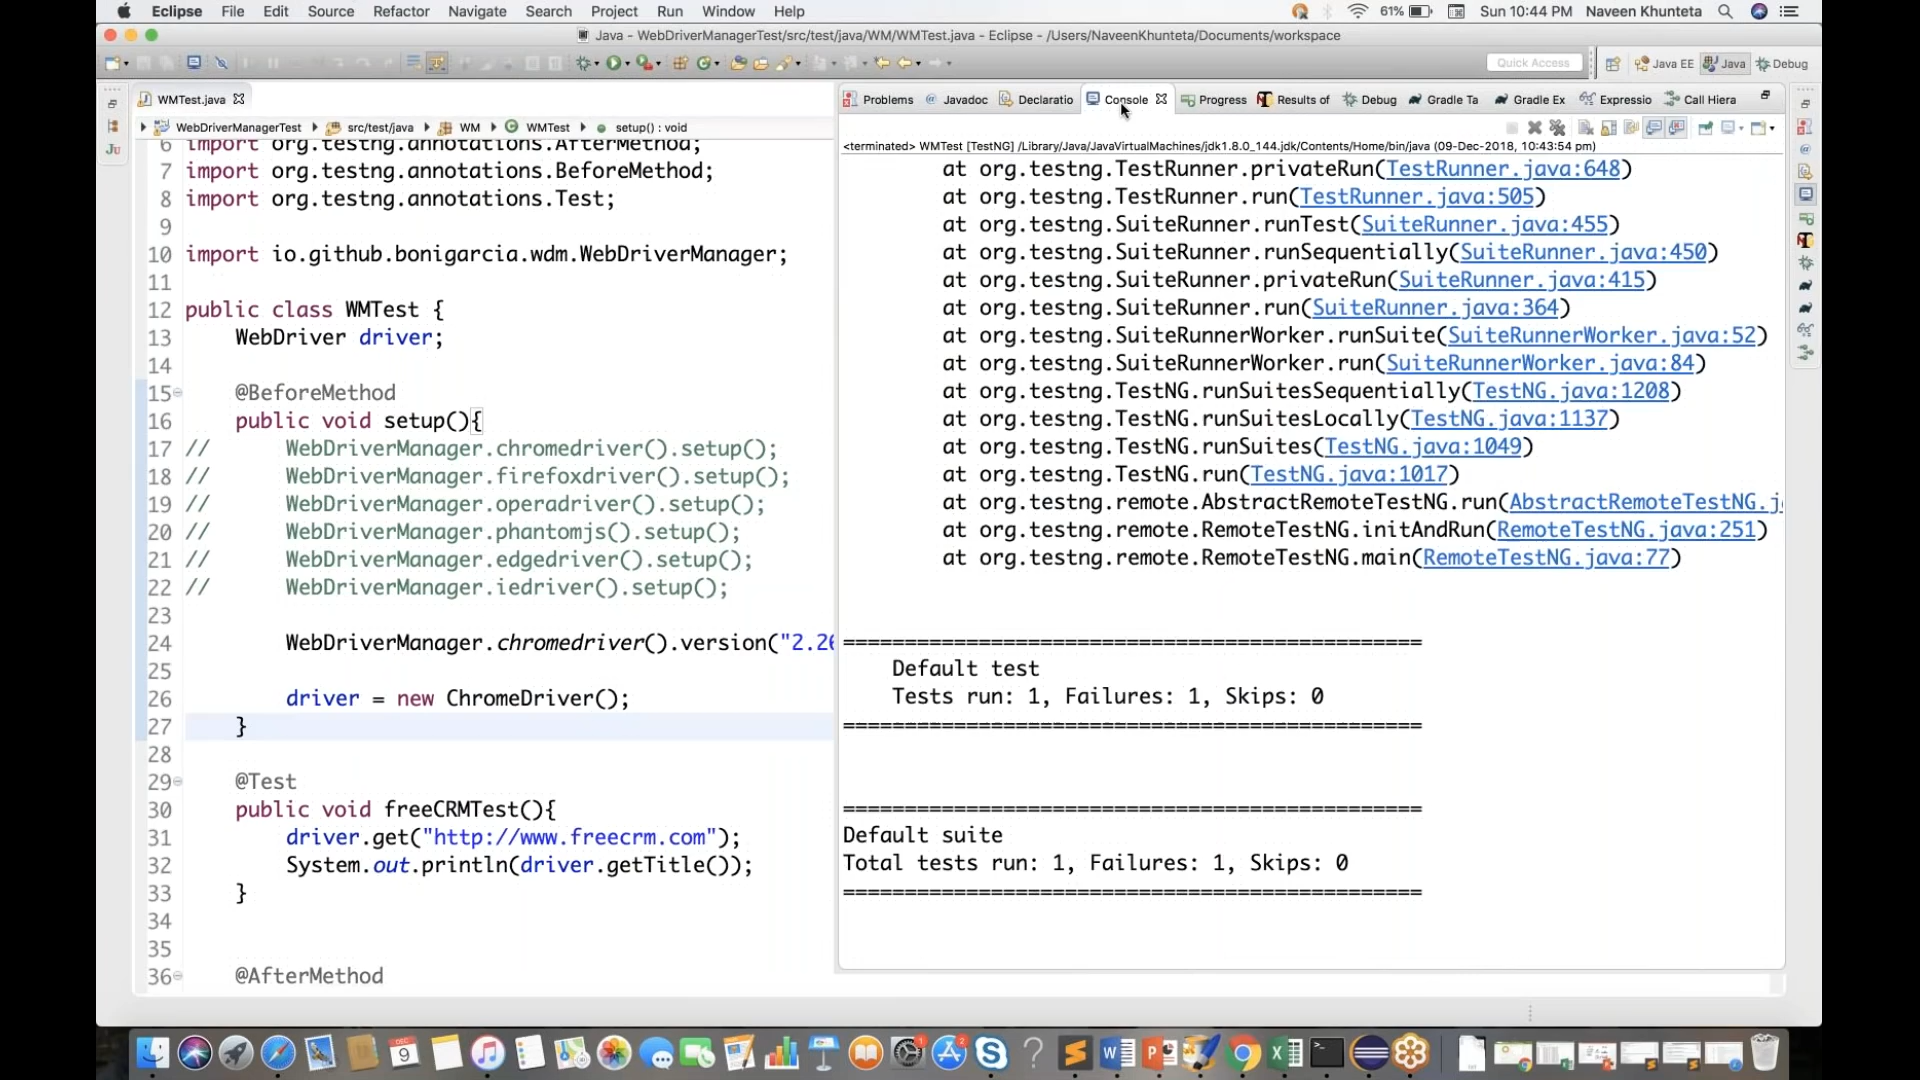 Eclipse File Edit Source Refactor Navigate Search Project Run Window Help
61% Sun 10:44 PM Naveen Khunteta
Java - WebDriverManagerTest/src/test/java/WM/WMTest.java - Eclipse - /Users/NaveenKhunteta/Documents/workspace
Quick Access Java EE Java Debug
WMTest.java
WebDriverManagerTest src/test/java WM WMTest setup() : void
6 import org.testng.annotations.AfterMethod;
7 import org.testng.annotations.BeforeMethod;
8 import org.testng.annotations.Test;
9
10 import io.github.bonigarcia.wdm.WebDriverManager;
11
12 public class WMTest {
13 WebDriver driver;
14
15 @BeforeMethod
16 public void setup(){
17 // WebDriverManager.chromedriver().setup();
18 // WebDriverManager.firefoxdriver().setup();
19 // WebDriverManager.operadriver().setup();
20 // WebDriverManager.phantomjs().setup();
21 // WebDriverManager.edgedriver().setup();
22 // WebDriverManager.iedriver().setup();
23
24 WebDriverManager.chromedriver().version("2.26
25
26 driver = new ChromeDriver();
27 }
28
29 @Test
30 public void freeCRMTest(){
31 driver.get("http://www.freecrm.com");
32 System.out.println(driver.getTitle());
33 }
34
35
36 @AfterMethod
Problems Javadoc Declaratio Console Progress Results of Debug Gradle Ta Gradle Ex Expressio Call Hiera
<terminated> WMTest [TestNG] /Library/Java/JavaVirtualMachines/jdk1.8.0_144.jdk/Contents/Home/bin/java (09-Dec-2018, 10:43:54 pm)
at org.testng.TestRunner.privateRun(TestRunner.java:648)
at org.testng.TestRunner.run(TestRunner.java:505)
at org.testng.SuiteRunner.runTest(SuiteRunner.java:455)
at org.testng.SuiteRunner.runSequentially(SuiteRunner.java:450)
at org.testng.SuiteRunner.privateRun(SuiteRunner.java:415)
at org.testng.SuiteRunner.run(SuiteRunner.java:364)
at org.testng.SuiteRunnerWorker.runSuite(SuiteRunnerWorker.java:52)
at org.testng.SuiteRunnerWorker.run(SuiteRunnerWorker.java:84)
at org.testng.TestNG.runSuitesSequentially(TestNG.java:1208)
at org.testng.TestNG.runSuitesLocally(TestNG.java:1137)
at org.testng.TestNG.runSuites(TestNG.java:1049)
at org.testng.TestNG.run(TestNG.java:1017)
at org.testng.remote.AbstractRemoteTestNG.run(AbstractRemoteTestNG.j
at org.testng.remote.RemoteTestNG.initAndRun(RemoteTestNG.java:251)
at org.testng.remote.RemoteTestNG.main(RemoteTestNG.java:77)
===============================================
Default test
Tests run: 1, Failures: 1, Skips: 0
===============================================
===============================================
Default suite
Total tests run: 1, Failures: 1, Skips: 0
===============================================